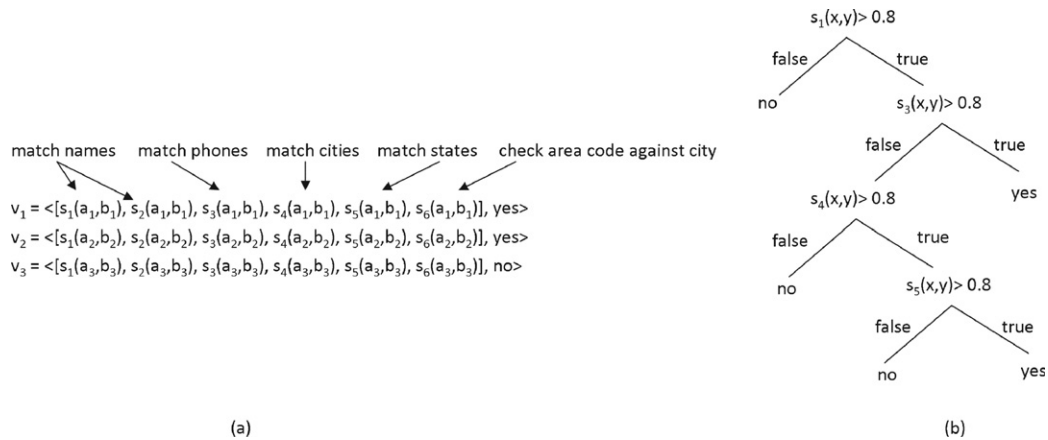 match names match phones match cities match states check area code against city
v₁ = <[s₁(a₁,b₁), s₂(a₁,b₁), s₃(a₁,b₁), s₄(a₁,b₁), s₅(a₁,b₁), s₆(a₁,b₁)], yes>
v₂ = <[s₁(a₂,b₂), s₂(a₂,b₂), s₃(a₂,b₂), s₄(a₂,b₂), s₅(a₂,b₂), s₆(a₂,b₂)], yes>
v₃ = <[s₁(a₃,b₃), s₂(a₃,b₃), s₃(a₃,b₃), s₄(a₃,b₃), s₅(a₃,b₃), s₆(a₃,b₃)], no>
(a)
s₁(x,y)> 0.8
false true
no s₃(x,y)> 0.8
false true
s₄(x,y)> 0.8 yes
false true
no s₅(x,y)> 0.8
false true
no yes
(b)